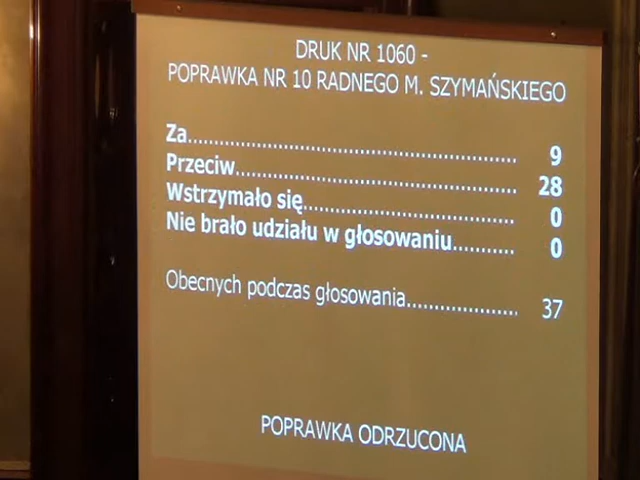 DRUK NR 1060 -
POPRAWKA NR 10 RADNEGO M. SZYMAŃSKIEGO
Za.................................................... 9
Przeciw............................................. 28
Wstrzymało się.................................. 0
Nie brało udziału w głosowaniu.......... 0
Obecnych podczas głosowania.................. 37
POPRAWKA ODRZUCONA